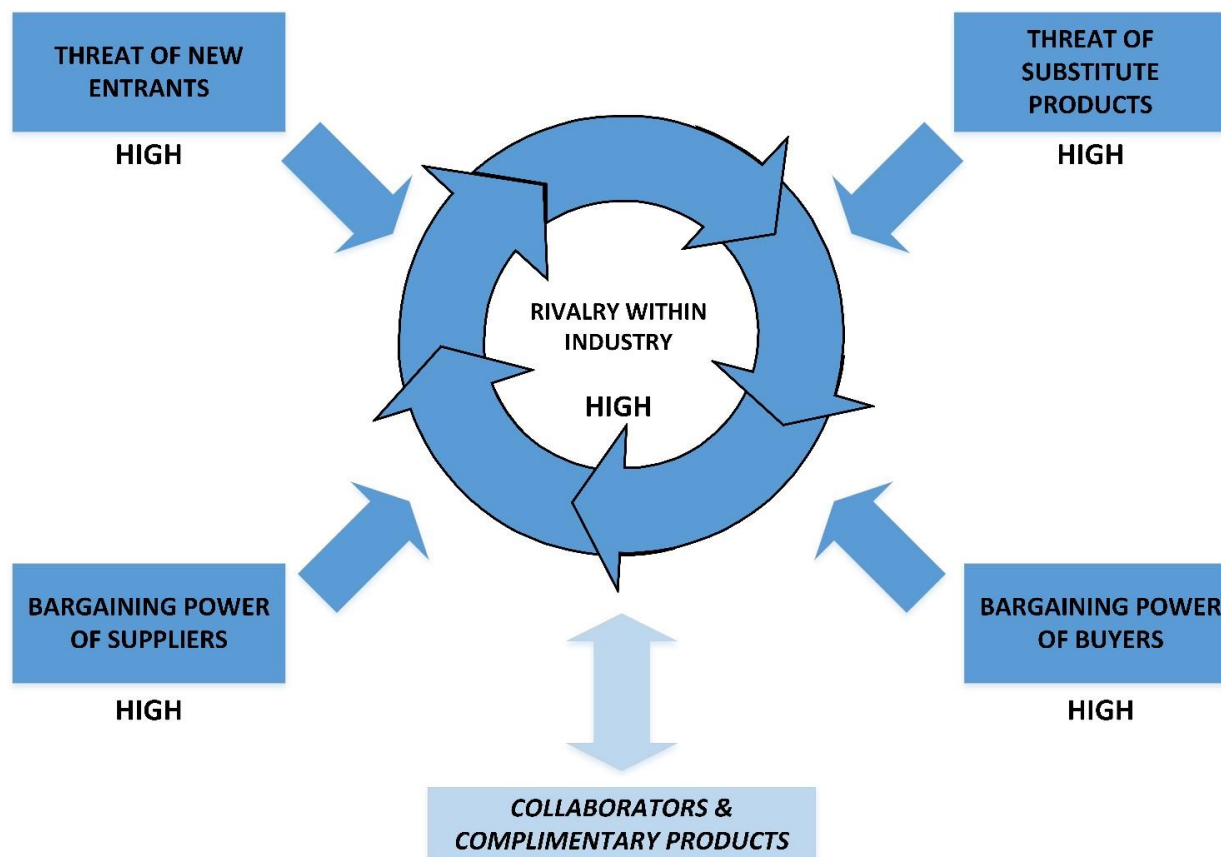 THREAT OF NEW
ENTRANTS
HIGH
THREAT OF
SUBSTITUTE
PRODUCTS
HIGH
RIVALRY WITHIN
INDUSTRY
HIGH
BARGAINING POWER
OF SUPPLIERS
HIGH
BARGAINING POWER
OF BUYERS
HIGH
COLLABORATORS &
COMPLIMENTARY PRODUCTS